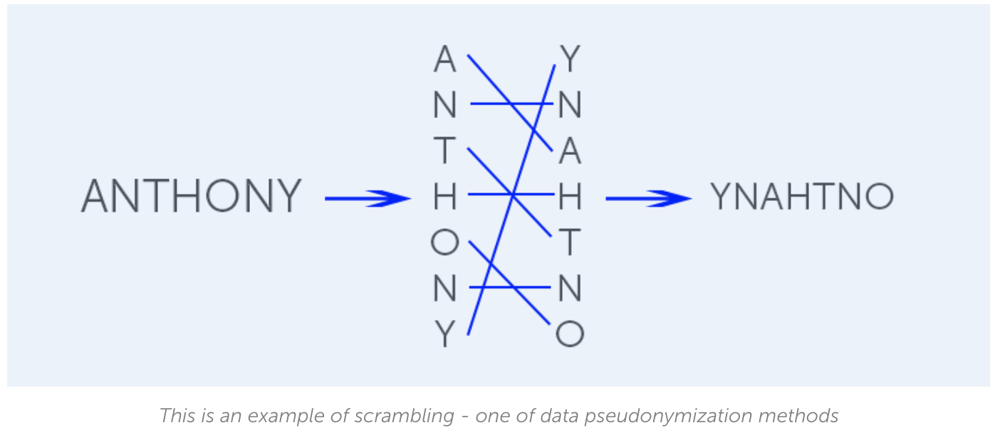 ANTHONY
A Y
N N
T A
H H
O T
N N
Y O
YNAHTNO
This is an example of scrambling - one of data pseudonymization methods